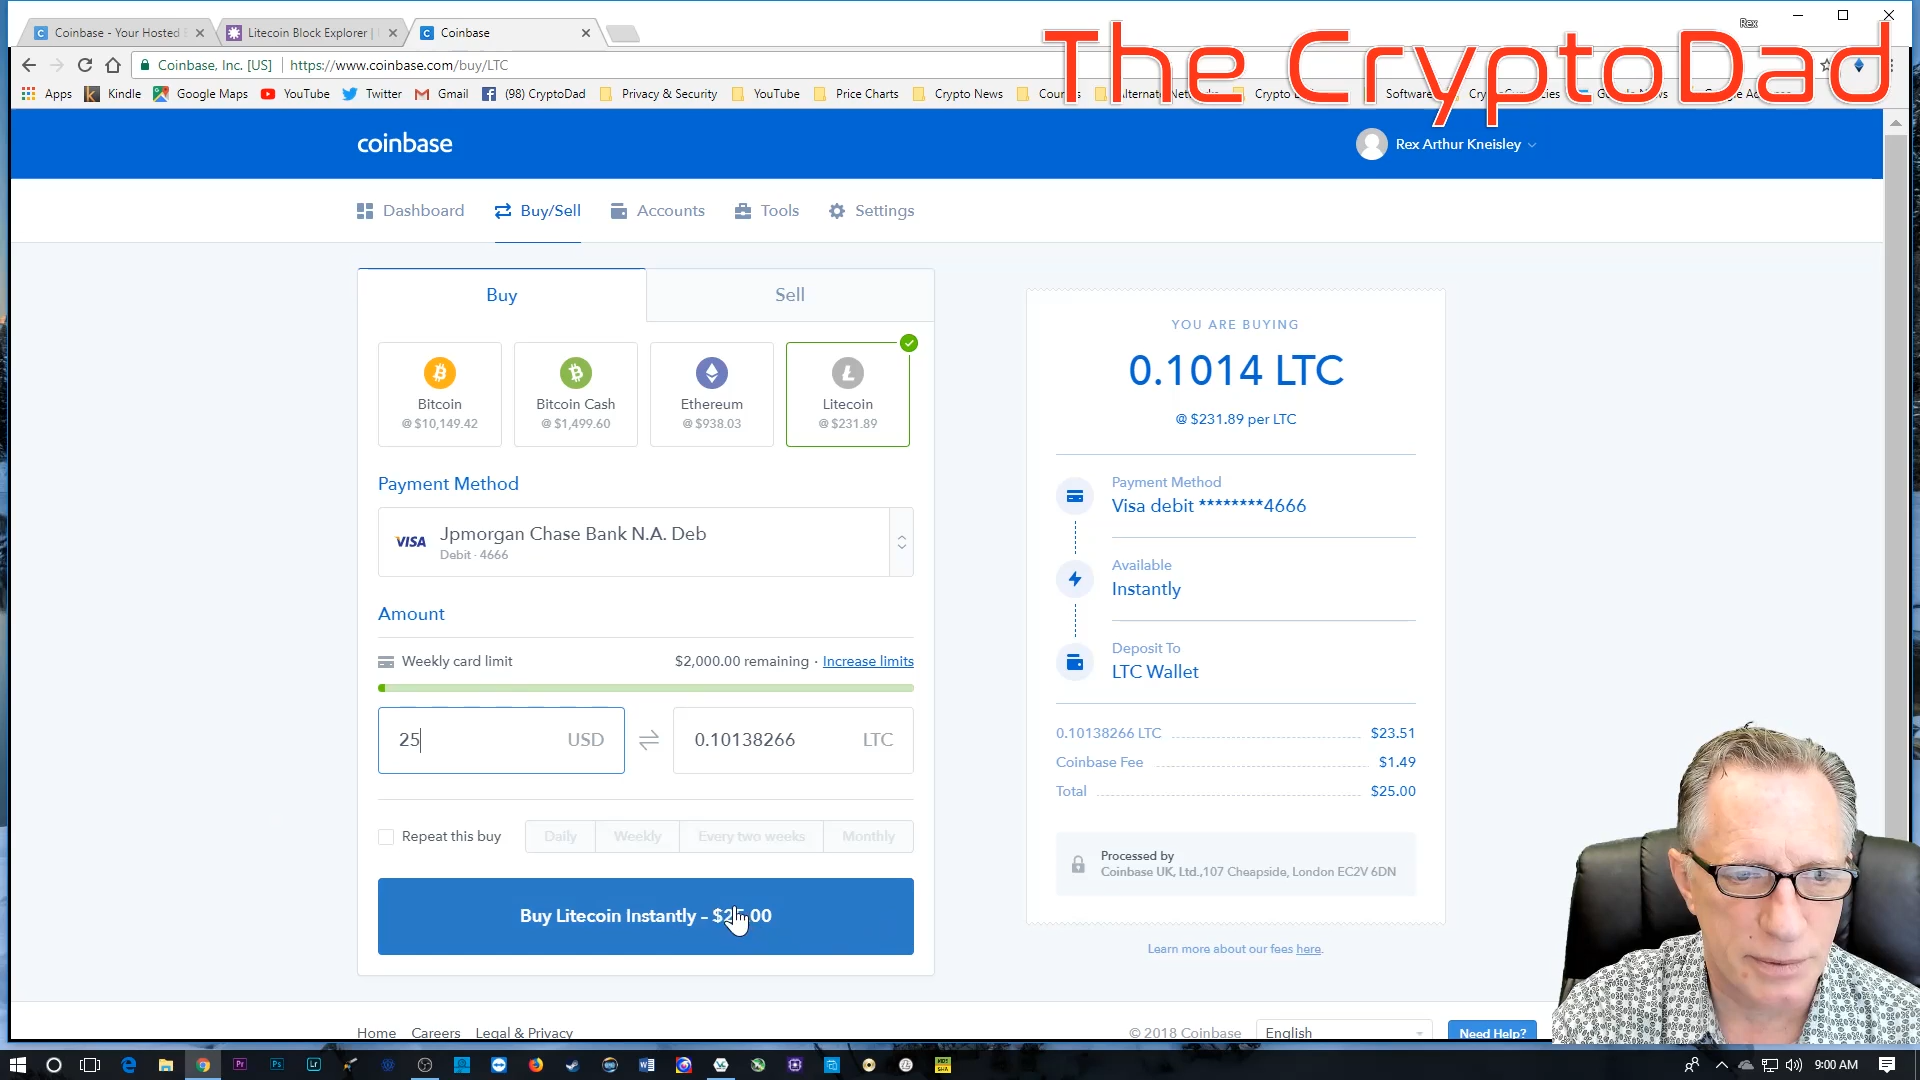 Rex
Coinbase - Your Hosted
Litecoin Block Explorer |
Coinbase
The CryptoDad
Coinbase, Inc. [US]
https://www.coinbase.com/buy/LTC
Apps
Kindle
Google Maps
YouTube
Twitter
Gmail
(98) CryptoDad
Privacy & Security
YouTube
Price Charts
Crypto News
Software
coinbase
Rex Arthur Kneisley
Dashboard
Buy/Sell
Accounts
Tools
Settings
Buy
Sell
Bitcoin
@ $10,149.42
Bitcoin Cash
@ $1,499.60
Ethereum
@ $938.03
Litecoin
@ $231.89
Payment Method
VISA
Jpmorgan Chase Bank N.A. Deb
Debit · 4666
Amount
Weekly card limit
$2,000.00 remaining · Increase limits
25 USD
0.10138266 LTC
Repeat this buy
Daily
Weekly
Every two weeks
Monthly
Buy Litecoin Instantly – $25.00
YOU ARE BUYING
0.1014 LTC
@ $231.89 per LTC
Payment Method
Visa debit ********4666
Available
Instantly
Deposit To
LTC Wallet
0.10138266 LTC $23.51
Coinbase Fee $1.49
Total $25.00
Processed by
Coinbase UK, Ltd.,107 Cheapside, London EC2V 6DN
Learn more about our fees here.
Home
Careers
Legal & Privacy
© 2018 Coinbase
English
Need Help?
9:00 AM